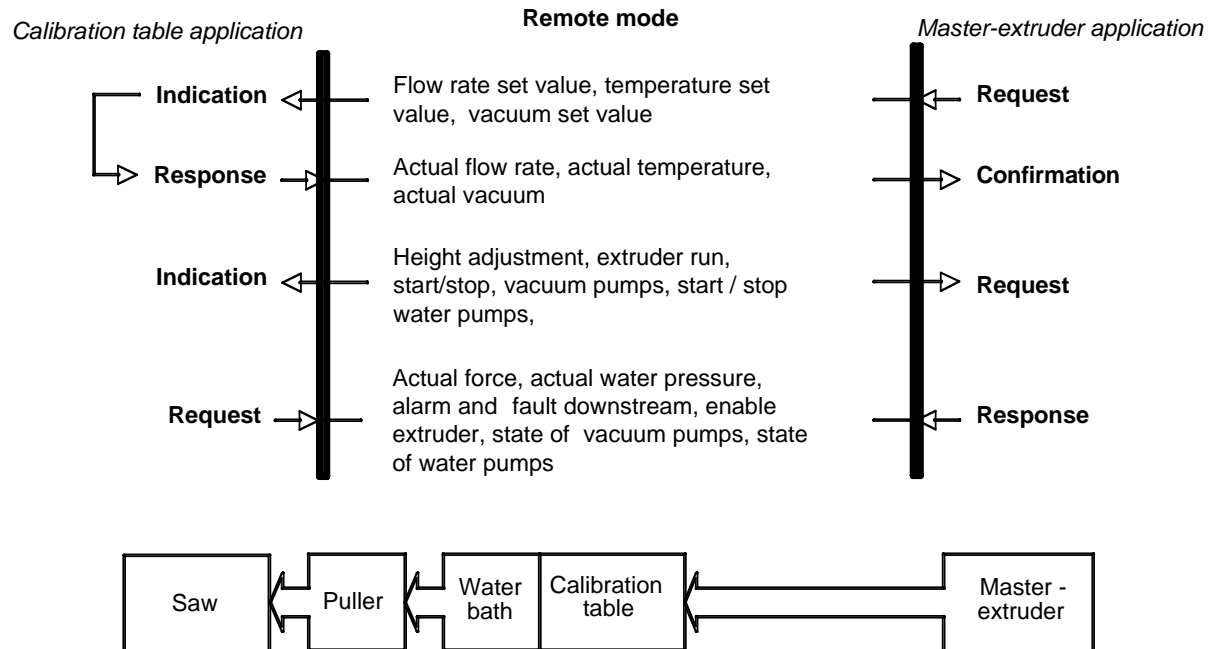 Remote mode
Calibration table application
Master-extruder application
Indication
Flow rate set value, temperature set
value, vacuum set value
Request
Response
Actual flow rate, actual temperature,
actual vacuum
Confirmation
Indication
Height adjustment, extruder run,
start/stop, vacuum pumps, start / stop
water pumps,
Request
Request
Actual force, actual water pressure,
alarm and fault downstream, enable
extruder, state of vacuum pumps, state
of water pumps
Response
Saw
Puller
Water
bath
Calibration
table
Master -
extruder